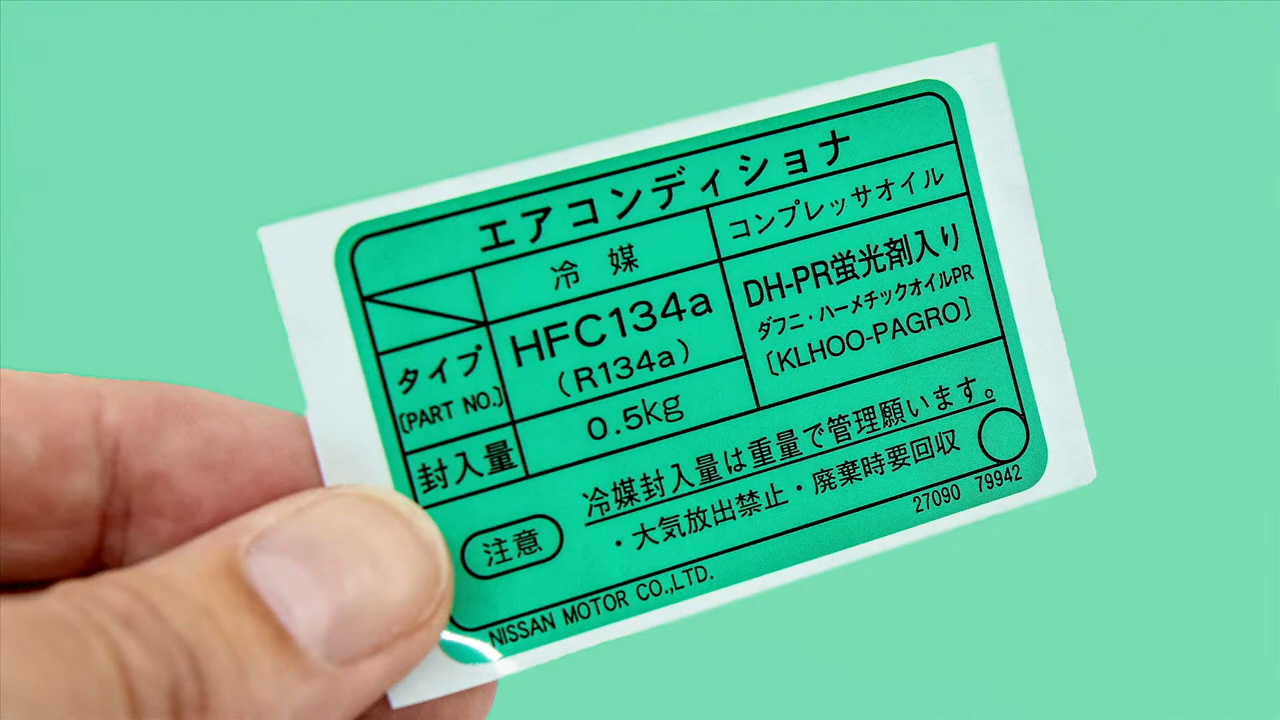 エアコンディショナ
冷媒
コンプレッサオイル
タイプ
[PART NO.]
HFC134a
(R134a)
DH-PR蛍光剤入り
ダフニ・ハーメチックオイルPR
[KLHOO-PAGRO]
封入量
0.5kg
注意
冷媒封入量は重量で管理願います。
・大気放出禁止・廃棄時要回収
27090 79942
NISSAN MOTOR CO.,LTD.